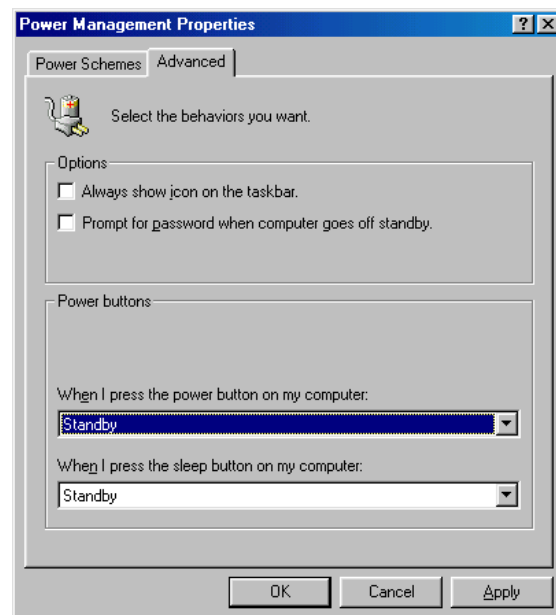 Power Management Properties
Power Schemes
Advanced
Select the behaviors you want.
Options
Always show icon on the taskbar.
Prompt for password when computer goes off standby.
Power buttons
When I press the power button on my computer:
Standby
When I press the sleep button on my computer:
Standby
OK
Cancel
Apply